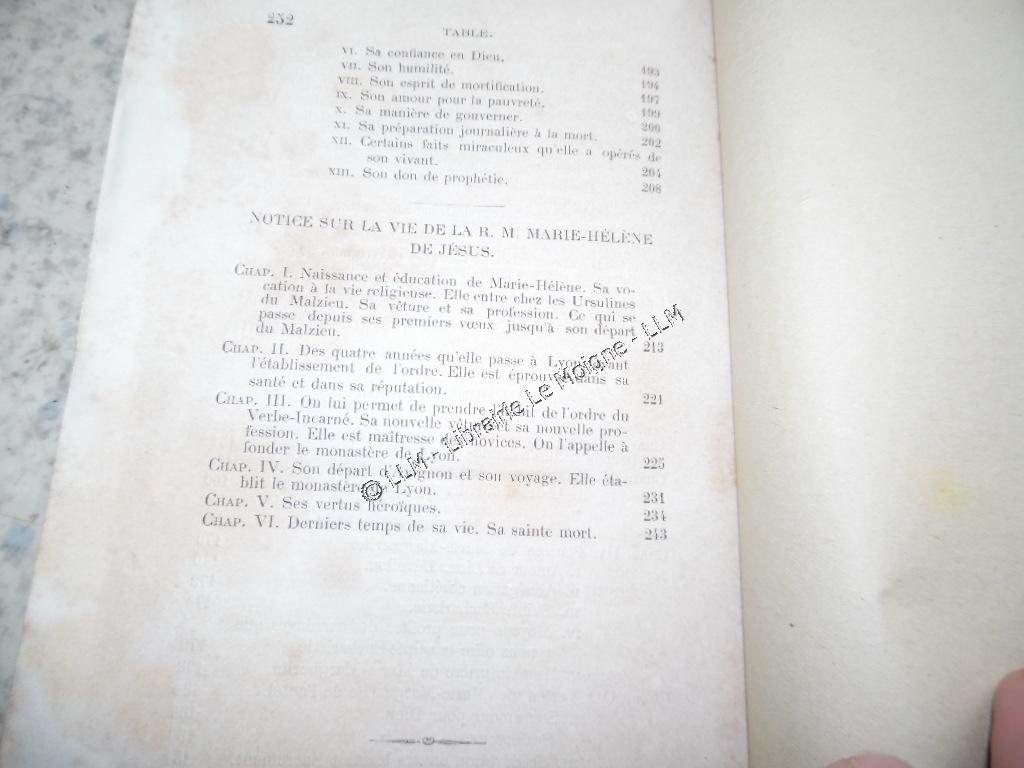 252
TABLE.
VI. Sa confiance en Dieu. 193
VII. Son humilité. 194
VIII. Son esprit de mortification. 197
IX. Son amour pour la pauvreté. 199
X. Sa manière de gouverner. 200
XI. Sa préparation journalière à la mort. 202
XII. Certains faits miraculeux qu'elle a opérés de
son vivant. 204
XIII. Son don de prophétie. 208
NOTICE SUR LA VIE DE LA R. M. MARIE-HÉLÈNE
DE JÉSUS.
CHAP. I. Naissance et éducation de Marie-Hélène. Sa vo-
cation à la vie religieuse. Elle entre chez les Ursulines
du Malzieu. Sa vêture et sa profession. Ce qui se
passe depuis ses premiers vœux jusqu'à son départ
du Malzieu. 213
CHAP. II. Des quatre années qu'elle passe à Lyon avant
l'établissement de l'ordre. Elle est éprouvée dans sa
santé et dans sa réputation. 221
CHAP. III. On lui permet de prendre l'habit de l'ordre du
Verbe-Incarné. Sa nouvelle vêture et sa nouvelle pro-
fession. Elle est maîtresse des novices. On l'appelle à
fonder le monastère de Lyon. 225
CHAP. IV. Son départ d'Avignon et son voyage. Elle éta-
blit le monastère de Lyon. 231
CHAP. V. Ses vertus héroïques. 234
CHAP. VI. Derniers temps de sa vie. Sa sainte mort. 243
© LLM - Librairie Le Moigne - LLM